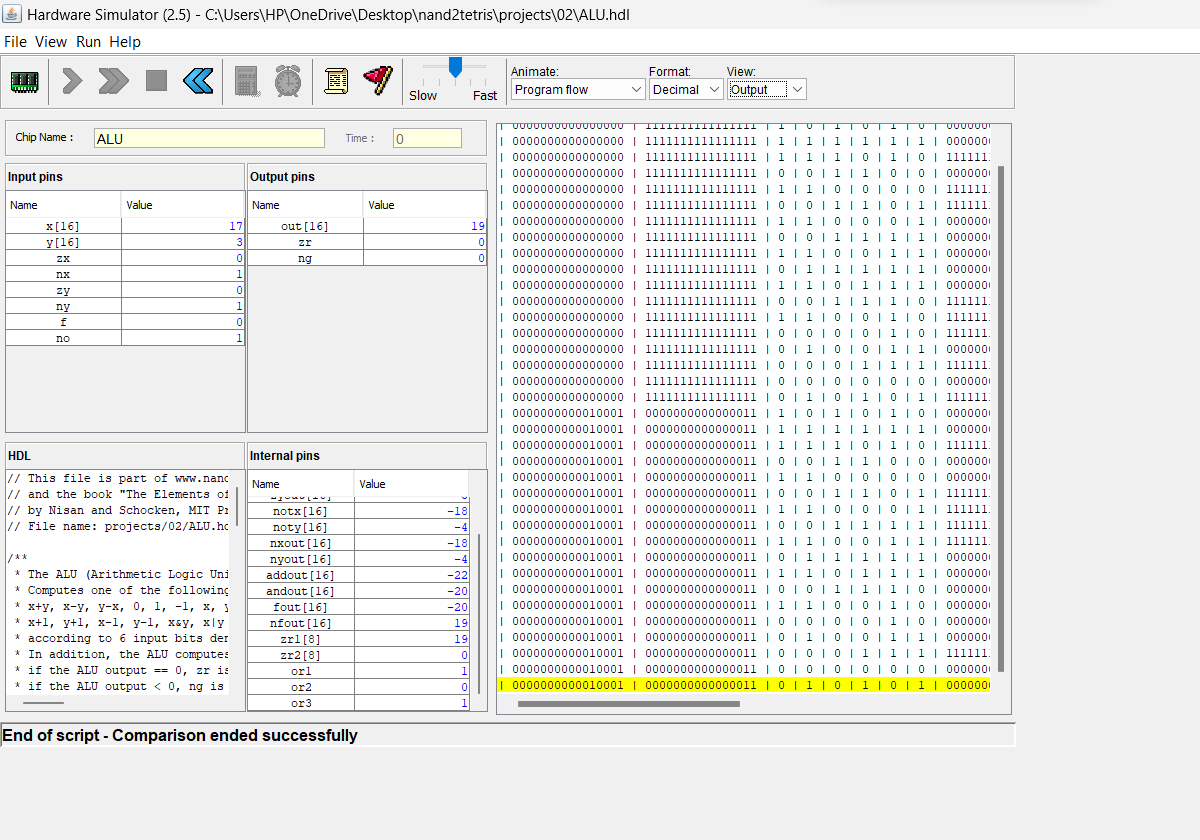 Hardware Simulator (2.5) - C:\Users\HP\OneDrive\Desktop\nand2tetris\projects\02\ALU.hdl
File View Run Help
Slow Fast
Animate:
Program flow
Format:
Decimal
View:
Output
Chip Name :
ALU
Time :
0
Input pins
Name Value
x[16] 17
y[16] 3
zx 0
nx 1
zy 0
ny 1
f 0
no 1
Output pins
Name Value
out[16] 19
zr 0
ng 0
HDL
// This file is part of www.nand
// and the book "The Elements of
// by Nisan and Schocken, MIT Pr
// File name: projects/02/ALU.hd
/**
* The ALU (Arithmetic Logic Uni
* Computes one of the following
* x+y, x-y, y-x, 0, 1, -1, x, y
* x+1, y+1, x-1, y-1, x&y, x|y
* according to 6 input bits den
* In addition, the ALU computes
* if the ALU output == 0, zr is
* if the ALU output < 0, ng is
Internal pins
Name Value
notx[16] -18
noty[16] -4
nxout[16] -18
nyout[16] -4
addout[16] -22
andout[16] -20
fout[16] -20
nfout[16] 19
zr1[8] 19
zr2[8] 0
or1 1
or2 0
or3 1
| 0000000000000000 | 1111111111111111 | 1 | 0 | 1 | 0 | 1 | 0 | 000000
| 0000000000000000 | 1111111111111111 | 1 | 1 | 1 | 1 | 1 | 1 | 000000
| 0000000000000000 | 1111111111111111 | 1 | 1 | 1 | 0 | 1 | 0 | 111111
| 0000000000000000 | 1111111111111111 | 0 | 0 | 1 | 1 | 0 | 0 | 000000
| 0000000000000000 | 1111111111111111 | 1 | 1 | 0 | 0 | 0 | 0 | 111111
| 0000000000000000 | 1111111111111111 | 0 | 0 | 1 | 1 | 0 | 1 | 111111
| 0000000000000000 | 1111111111111111 | 1 | 1 | 0 | 0 | 0 | 1 | 000000
| 0000000000000000 | 1111111111111111 | 0 | 0 | 1 | 1 | 1 | 1 | 000000
| 0000000000000000 | 1111111111111111 | 1 | 1 | 0 | 0 | 1 | 1 | 000000
| 0000000000000000 | 1111111111111111 | 0 | 1 | 1 | 1 | 1 | 1 | 000000
| 0000000000000000 | 1111111111111111 | 1 | 1 | 0 | 1 | 1 | 1 | 000000
| 0000000000000000 | 1111111111111111 | 0 | 0 | 1 | 1 | 1 | 0 | 111111
| 0000000000000000 | 1111111111111111 | 1 | 1 | 0 | 0 | 1 | 0 | 111111
| 0000000000000000 | 1111111111111111 | 0 | 0 | 0 | 0 | 1 | 0 | 111111
| 0000000000000000 | 1111111111111111 | 0 | 1 | 0 | 0 | 1 | 1 | 000000
| 0000000000000000 | 1111111111111111 | 0 | 0 | 0 | 1 | 1 | 1 | 111111
| 0000000000000000 | 1111111111111111 | 0 | 0 | 0 | 0 | 0 | 0 | 000000
| 0000000000000000 | 1111111111111111 | 0 | 1 | 0 | 1 | 0 | 1 | 111111
| 0000000000010001 | 0000000000000011 | 1 | 0 | 1 | 0 | 1 | 0 | 000000
| 0000000000010001 | 0000000000000011 | 1 | 1 | 1 | 1 | 1 | 1 | 000000
| 0000000000010001 | 0000000000000011 | 1 | 1 | 1 | 0 | 1 | 0 | 111111
| 0000000000010001 | 0000000000000011 | 0 | 0 | 1 | 1 | 0 | 0 | 000000
| 0000000000010001 | 0000000000000011 | 1 | 1 | 0 | 0 | 0 | 0 | 000000
| 0000000000010001 | 0000000000000011 | 0 | 0 | 1 | 1 | 0 | 1 | 111111
| 0000000000010001 | 0000000000000011 | 1 | 1 | 0 | 0 | 0 | 1 | 111111
| 0000000000010001 | 0000000000000011 | 0 | 0 | 1 | 1 | 1 | 1 | 111111
| 0000000000010001 | 0000000000000011 | 1 | 1 | 0 | 0 | 1 | 1 | 111111
| 0000000000010001 | 0000000000000011 | 0 | 1 | 1 | 1 | 1 | 1 | 000000
| 0000000000010001 | 0000000000000011 | 1 | 1 | 0 | 1 | 1 | 1 | 000000
| 0000000000010001 | 0000000000000011 | 0 | 0 | 1 | 1 | 1 | 0 | 000000
| 0000000000010001 | 0000000000000011 | 1 | 1 | 0 | 0 | 1 | 0 | 000000
| 0000000000010001 | 0000000000000011 | 0 | 0 | 0 | 0 | 1 | 0 | 000000
| 0000000000010001 | 0000000000000011 | 0 | 1 | 0 | 0 | 1 | 1 | 000000
| 0000000000010001 | 0000000000000011 | 0 | 0 | 0 | 1 | 1 | 1 | 111111
| 0000000000010001 | 0000000000000011 | 0 | 0 | 0 | 0 | 0 | 0 | 000000
| 0000000000010001 | 0000000000000011 | 0 | 1 | 0 | 1 | 0 | 1 | 000000
End of script - Comparison ended successfully